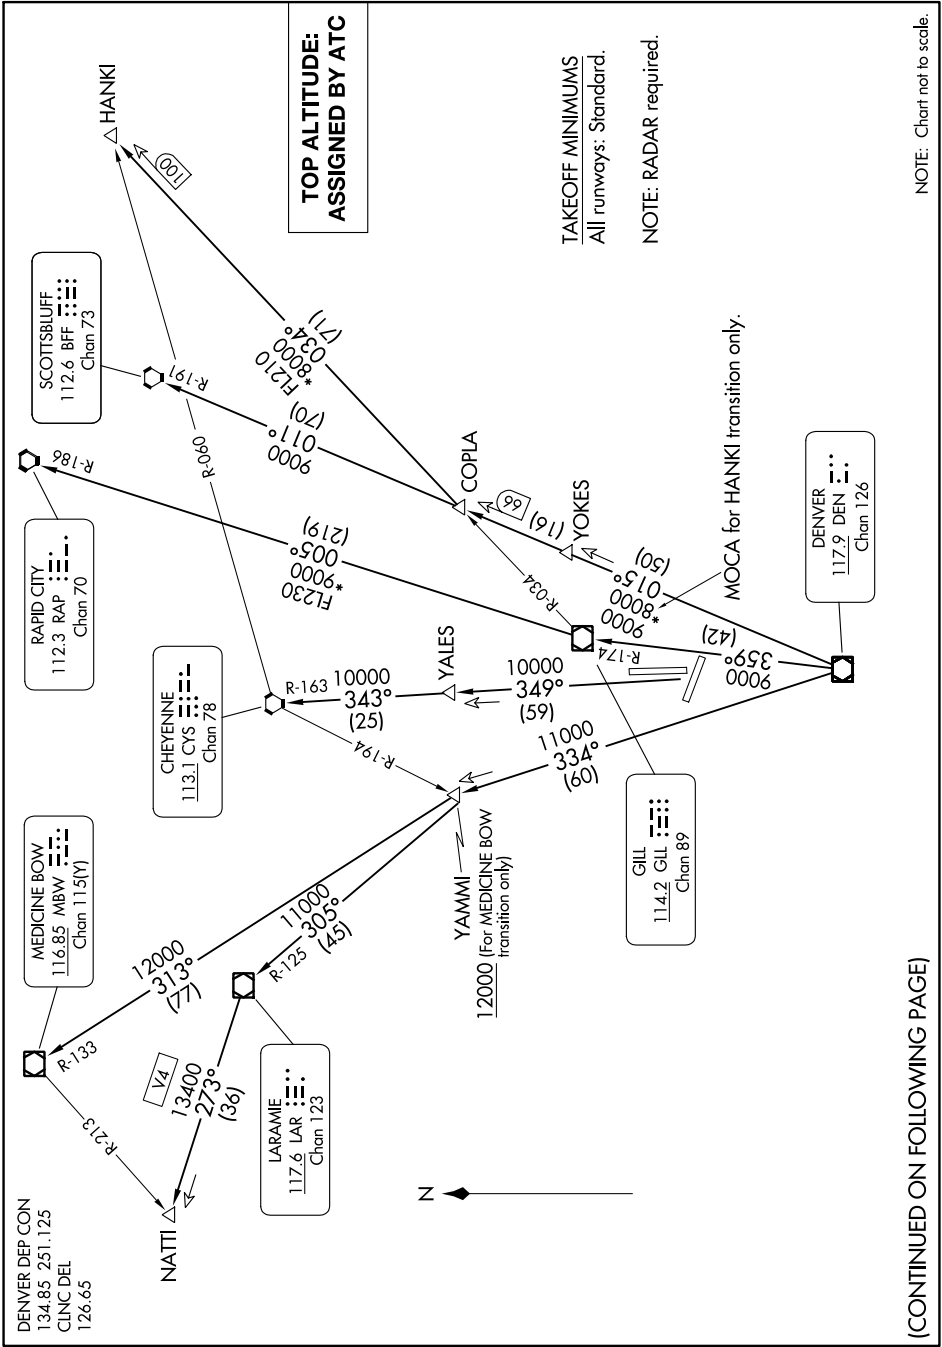 DENVER DEP CON
134.85 251.125
CLNC DEL
126.65
TOP ALTITUDE:
ASSIGNED BY ATC
TAKEOFF MINIMUMS
All runways: Standard.
NOTE: RADAR required.
NOTE: Chart not to scale.
MEDICINE BOW
116.85 MBW
Chan 115(Y)
CHEYENNE
113.1 CYS
Chan 78
RAPID CITY
112.3 RAP
Chan 70
SCOTTSBLUFF
112.6 BFF
Chan 73
LARAMIE
117.6 LAR
Chan 123
GILL
114.2 GLL
Chan 89
DENVER
117.9 DEN
Chan 126
HANKI
100
FL210
*8000
034°
(71)
R-191
R-060
9000
011°
(70)
R-186
FL230
*9000
005°
(219)
COPLA
66
(16)
YOKES
R-034
9000
*8000
015°
(50)
MOCA for HANKI transition only.
R-174
9000
359°
(42)
R-163
10000
343°
(25)
YALES
10000
349°
(59)
R-194
11000
334°
(60)
YAMMI
12000 (For MEDICINE BOW
transition only)
12000
313°
(77)
R-133
11000
305°
(45)
R-125
V4
13400
273°
(36)
R-213
NATTI
N
(CONTINUED ON FOLLOWING PAGE)